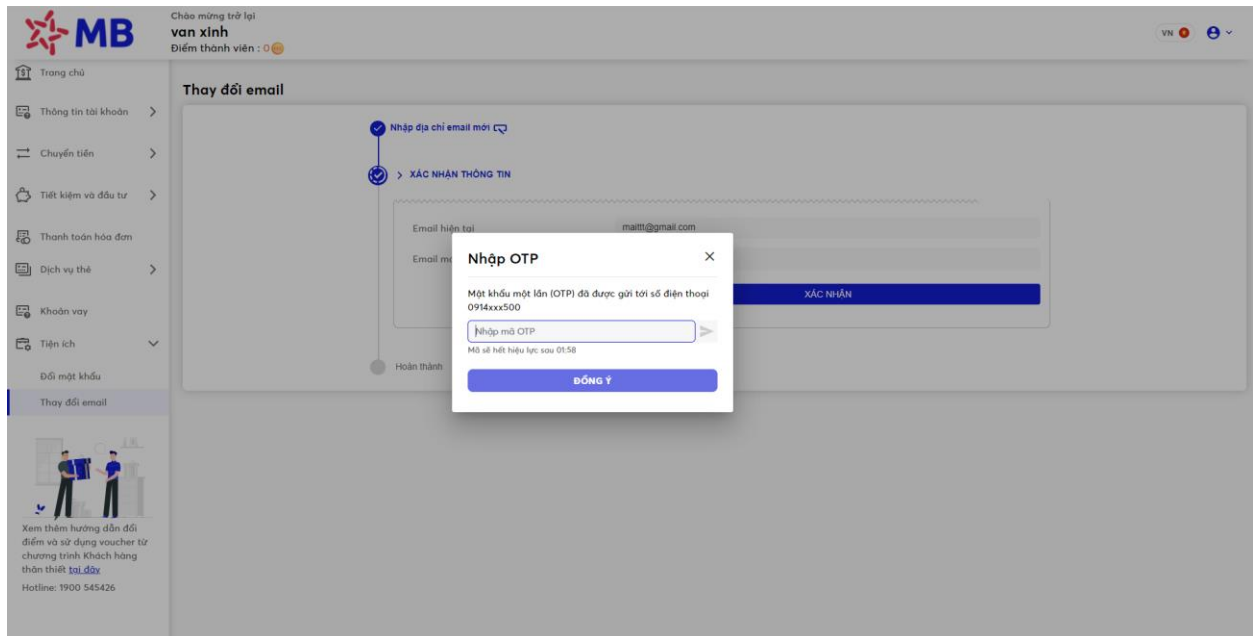 MB
Chào mừng trở lại
van xinh
Điểm thành viên : 0
VN
Trang chủ
Thông tin tài khoản
Chuyển tiền
Tiết kiệm và đầu tư
Thanh toán hóa đơn
Dịch vụ thẻ
Khoản vay
Tiện ích
Đổi mật khẩu
Thay đổi email
Xem thêm hướng dẫn đổi
điểm và sử dụng voucher từ
chương trình Khách hàng
thân thiết tại đây
Hotline: 1900 545426
Thay đổi email
Nhập địa chỉ email mới
XÁC NHẬN THÔNG TIN
Email hiện tại maittt@gmail.com
Email
XÁC NHẬN
Hoàn thành
Nhập OTP
Mật khẩu một lần (OTP) đã được gửi tới số điện thoại
0914xxx500
Nhập mã OTP
Mã sẽ hết hiệu lực sau 01:58
ĐỒNG Ý